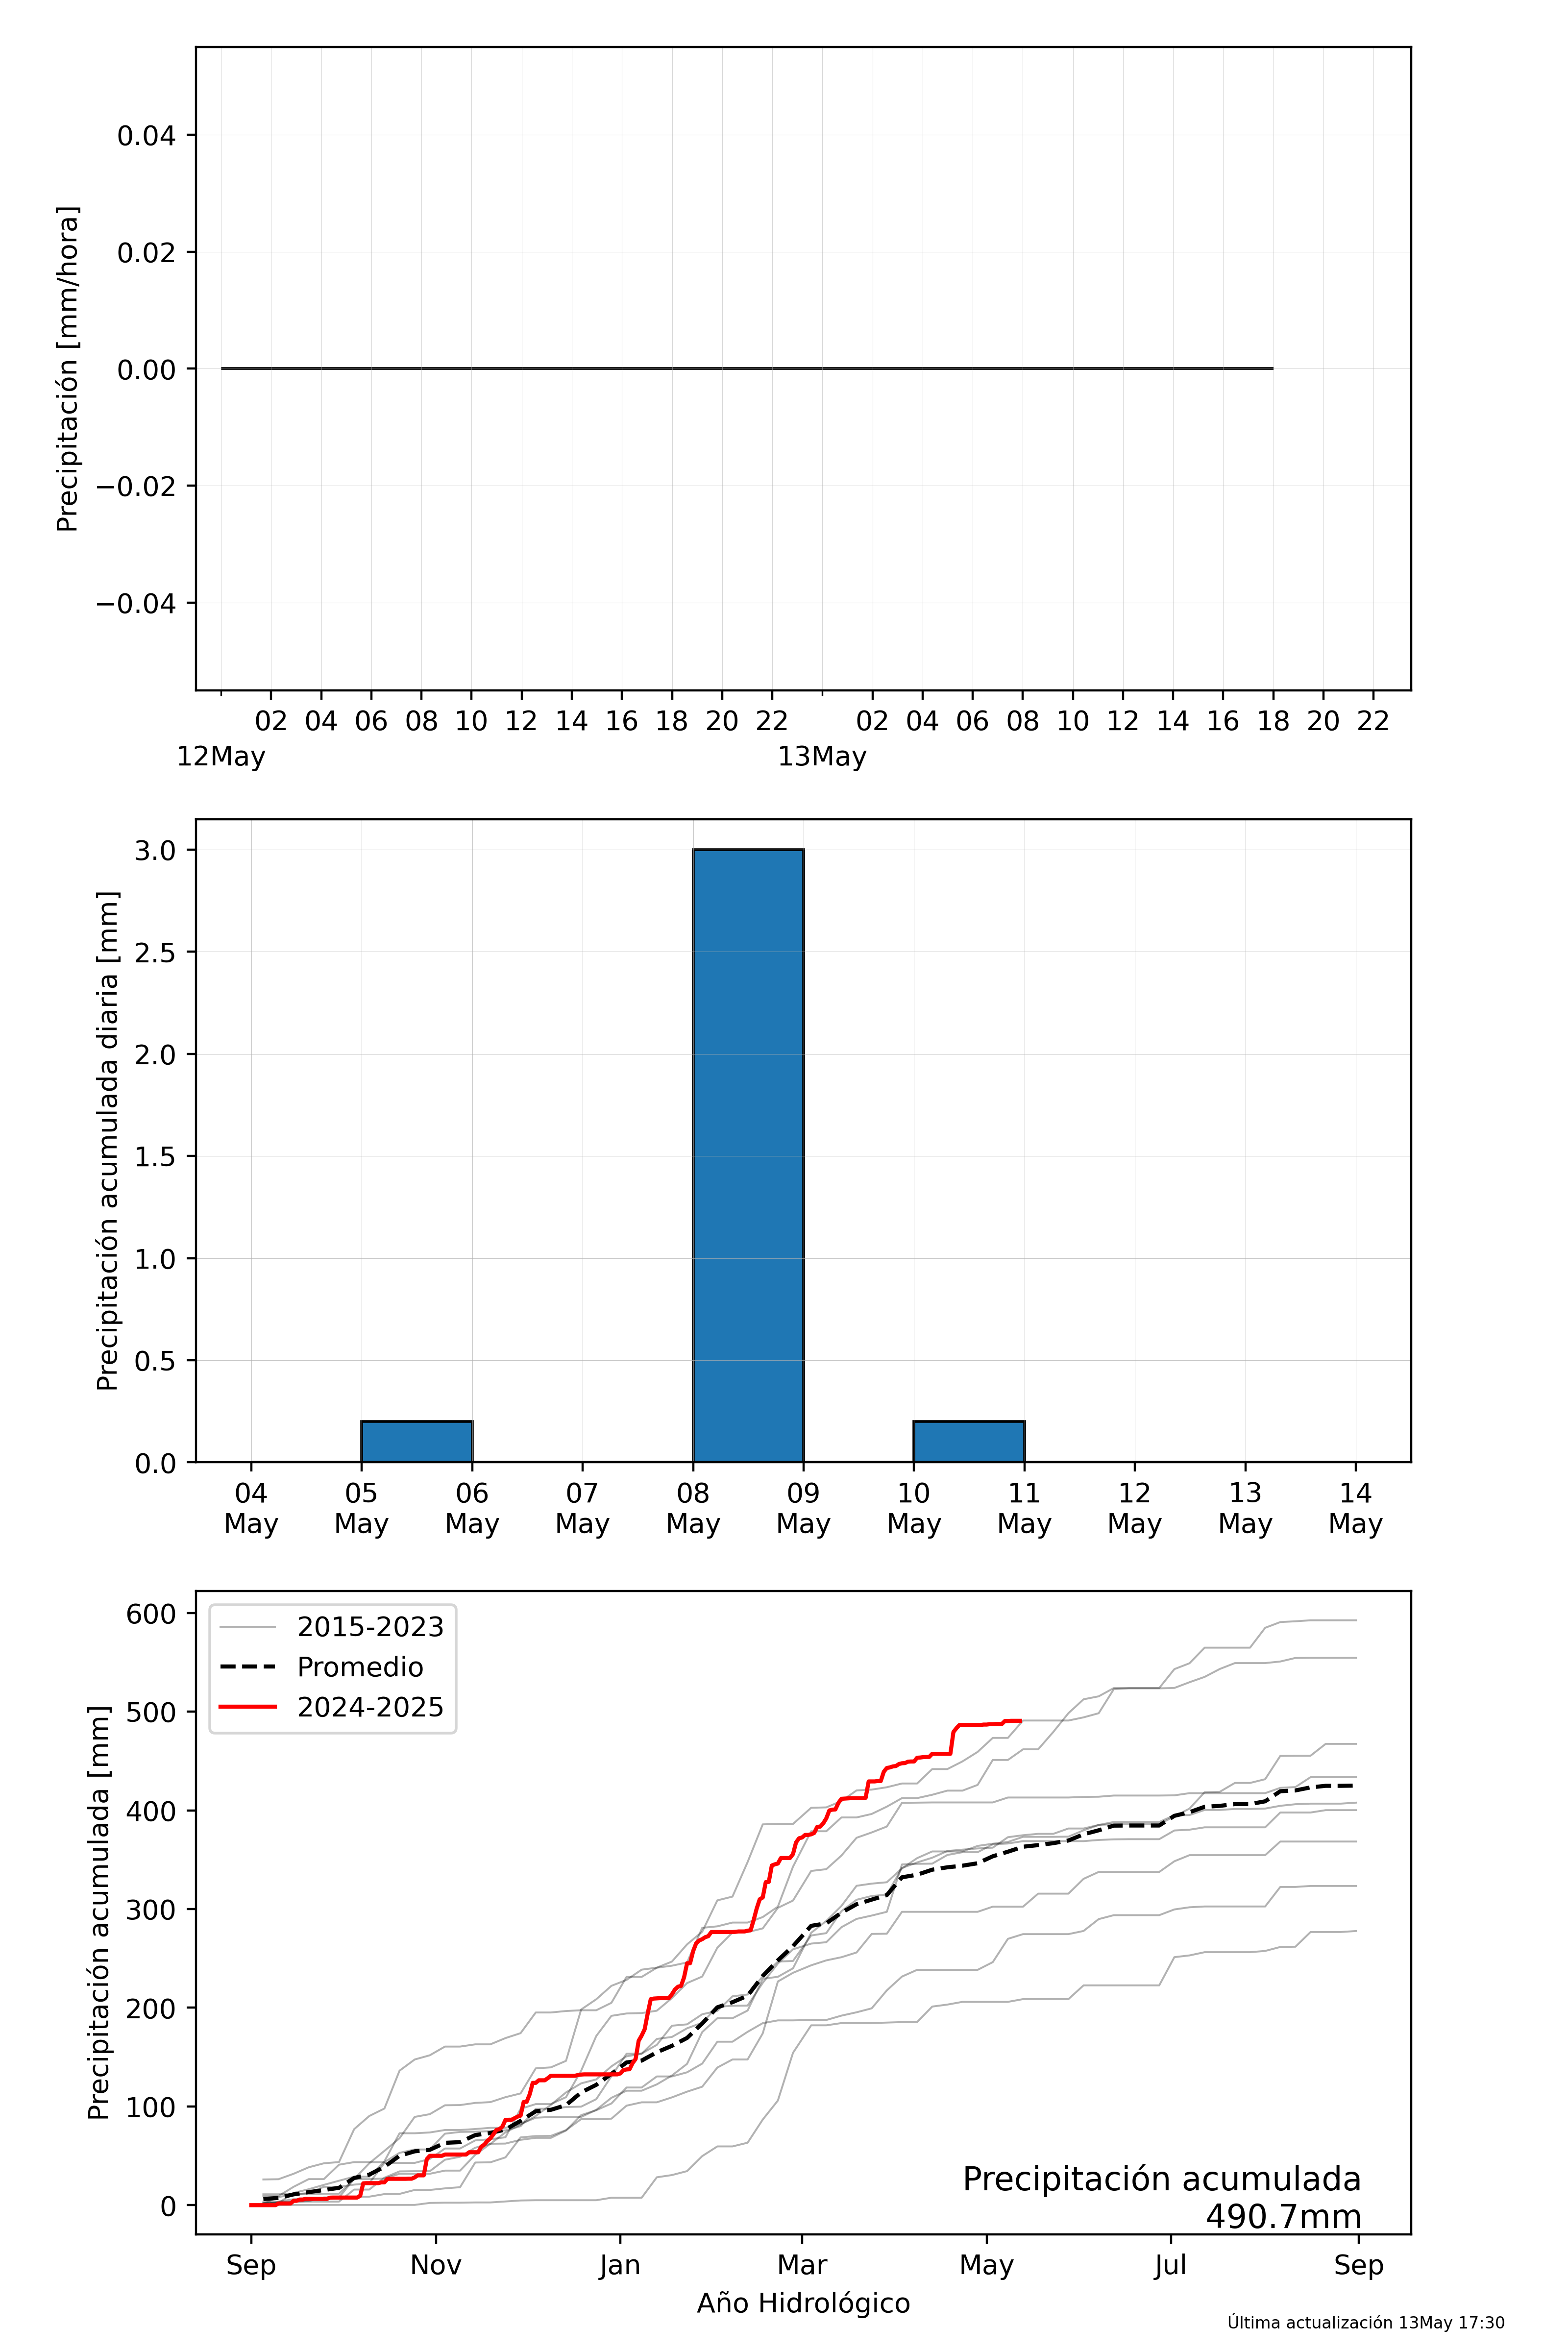 0.04
0.02
0.00
−0.02
−0.04
Precipitación [mm/hora]
02 04 06 08 10 12 14 16 18 20 22 02 04 06 08 10 12 14 16 18 20 22
12May 13May
3.0
2.5
2.0
1.5
1.0
0.5
0.0
Precipitación acumulada diaria [mm]
04 05 06 07 08 09 10 11 12 13 14
May May May May May May May May May May May
600
500
400
300
200
100
0
Precipitación acumulada [mm]
2015-2023
Promedio
2024-2025
Precipitación acumulada
490.7mm
Sep Nov Jan Mar May Jul Sep
Año Hidrológico
Última actualización 13May 17:30